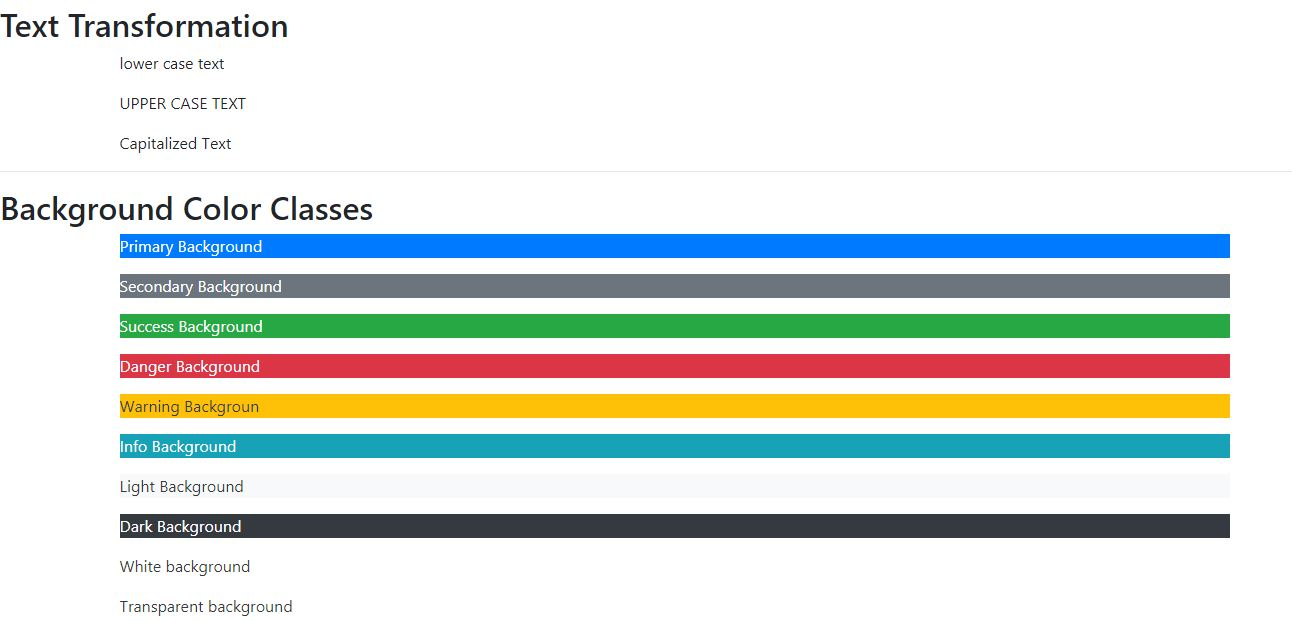 Text Transformation
lower case text
UPPER CASE TEXT
Capitalized Text
Background Color Classes
Primary Background
Secondary Background
Success Background
Danger Background
Warning Backgroun
Info Background
Light Background
Dark Background
White background
Transparent background